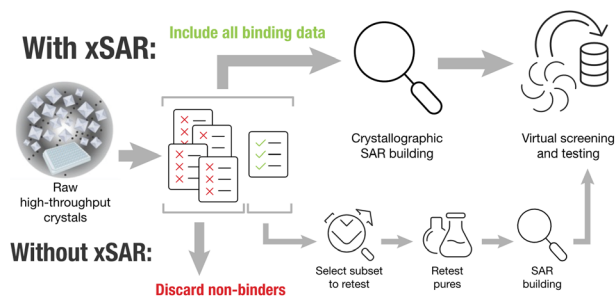 With xSAR:
Include all binding data
Raw
high-throughput
crystals
Crystallographic
SAR building
Virtual screening
and testing
Without xSAR:
Discard non-binders
Select subset
to retest
Retest
pures
SAR
building